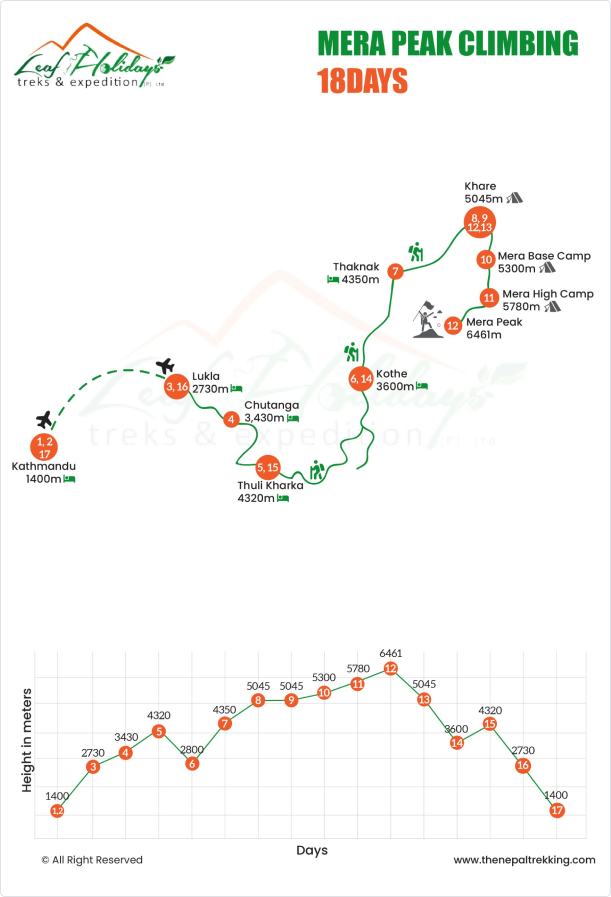 Leaf Holidays
treks & expedition (P). Ltd.
MERA PEAK CLIMBING
18DAYS
Khare
5045m
8, 9
12,13
10
Mera Base Camp
5300m
Thaknak
4350m
7
11
Mera High Camp
5780m
12
Mera Peak
6461m
6, 14
Kothe
3600m
Lukla
2730m
3, 16
Chutanga
3,430m
4
1, 2
17
Kathmandu
1400m
5, 15
Thuli Kharka
4320m
Leaf Holidays
treks & expedition (P). Ltd.
Height in meters
1400
1,2
2730
3
3430
4
4320
5
2800
6
4350
7
5045
8
5045
9
5300
10
5780
11
6461
12
5045
13
3600
14
4320
15
2730
16
1400
17
Days
© All Right Reserved
www.thenepaltrekking.com